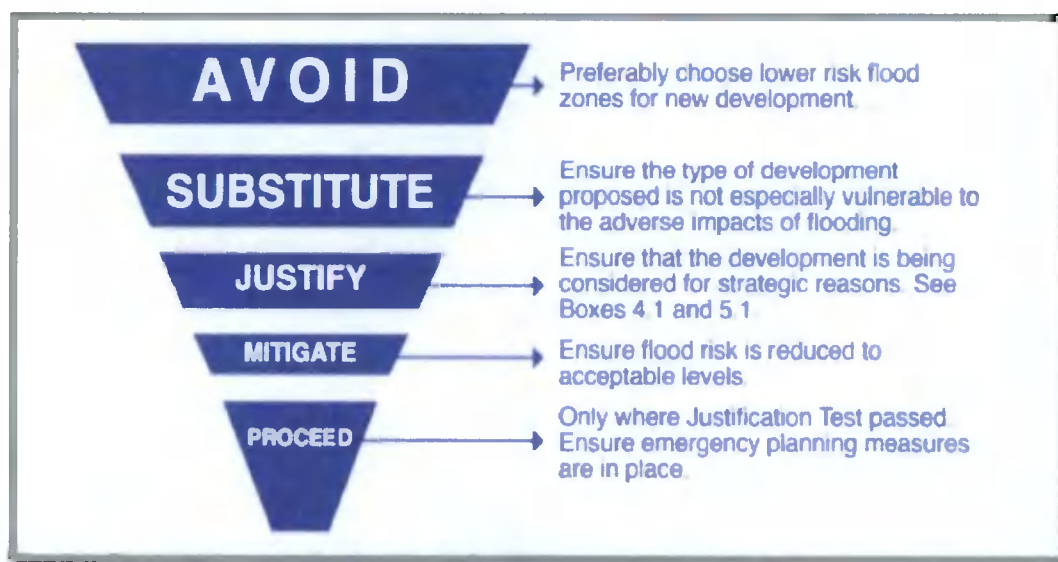 AVOID
Preferably choose lower risk flood
zones for new development.
SUBSTITUTE
Ensure the type of development
proposed is not especially vulnerable to
the adverse impacts of flooding.
JUSTIFY
Ensure that the development is being
considered for strategic reasons. See
Boxes 4.1 and 5.1
MITIGATE
Ensure flood risk is reduced to
acceptable levels.
PROCEED
Only where Justification Test passed.
Ensure emergency planning measures
are in place.